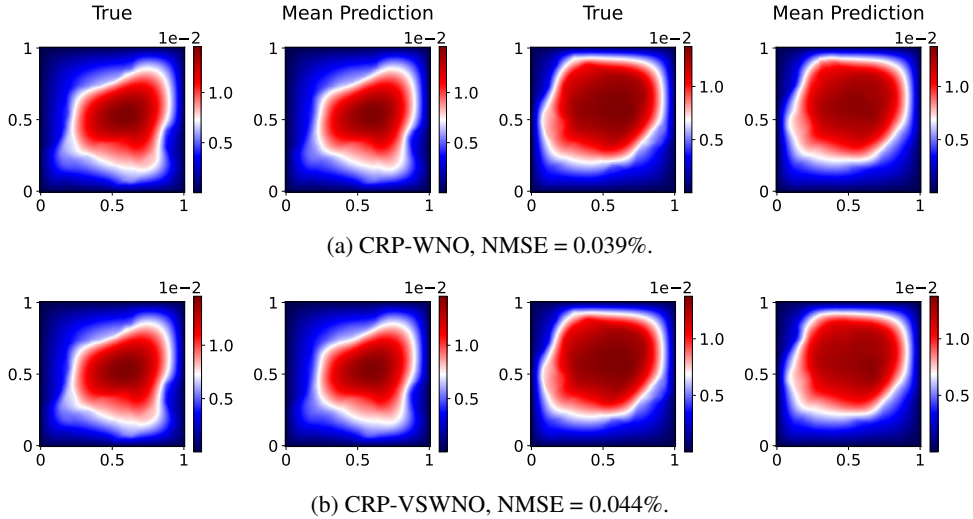 True Mean Prediction True Mean Prediction
1e−2 1e−2 1e−2 1e−2
1 1 1 1
1.0 1.0 1.0 1.0
0.5 0.5 0.5 0.5
0.5 0.5 0.5 0.5
0 0 0 0
0 0.5 1 0 0.5 1 0 0.5 1 0 0.5 1
(a) CRP-WNO, NMSE = 0.039%.
1e−2 1e−2 1e−2 1e−2
1 1 1 1
1.0 1.0 1.0 1.0
0.5 0.5 0.5 0.5
0.5 0.5 0.5 0.5
0 0 0 0
0 0.5 1 0 0.5 1 0 0.5 1 0 0.5 1
(b) CRP-VSWNO, NMSE = 0.044%.